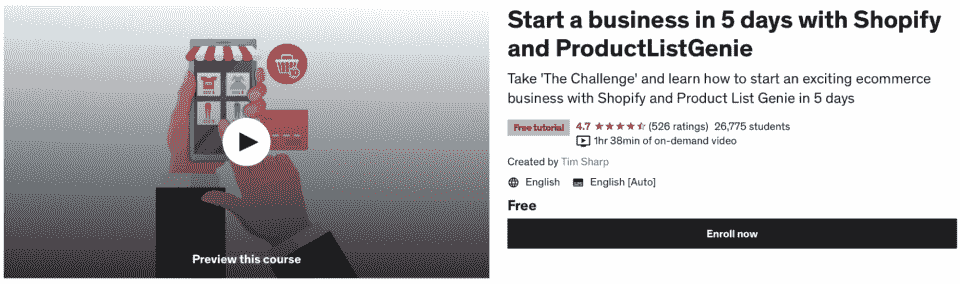 Start a business in 5 days with Shopify
and ProductListGenie
Take 'The Challenge' and learn how to start an exciting ecommerce
business with Shopify and Product List Genie in 5 days
Free tutorial 4.7 (526 ratings) 26,775 students
1hr 38min of on-demand video
Created by Tim Sharp
English English [Auto]
Free
Enroll now
Preview this course